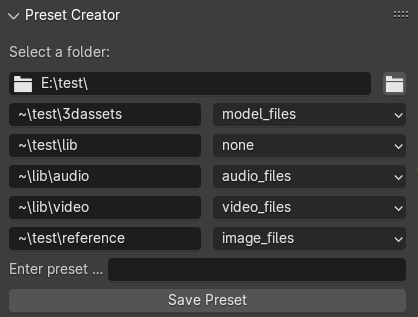 Preset Creator
Select a folder:
E:\test\
~\test\3dassets model_files
~\test\lib none
~\lib\audio audio_files
~\lib\video video_files
~\test\reference image_files
Enter preset ...
Save Preset